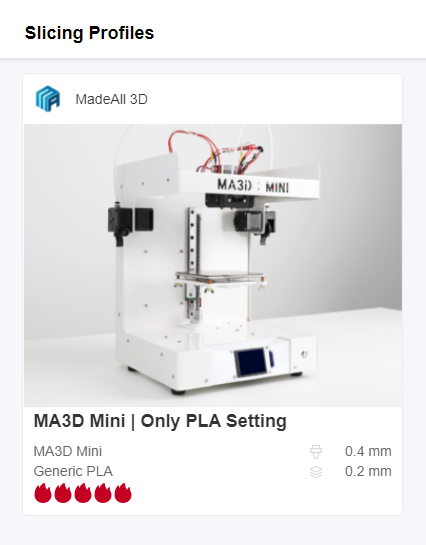 Slicing Profiles
MadeAll 3D
MA3D : MINI
MA3D Mini | Only PLA Setting
MA3D Mini 0.4 mm
Generic PLA 0.2 mm